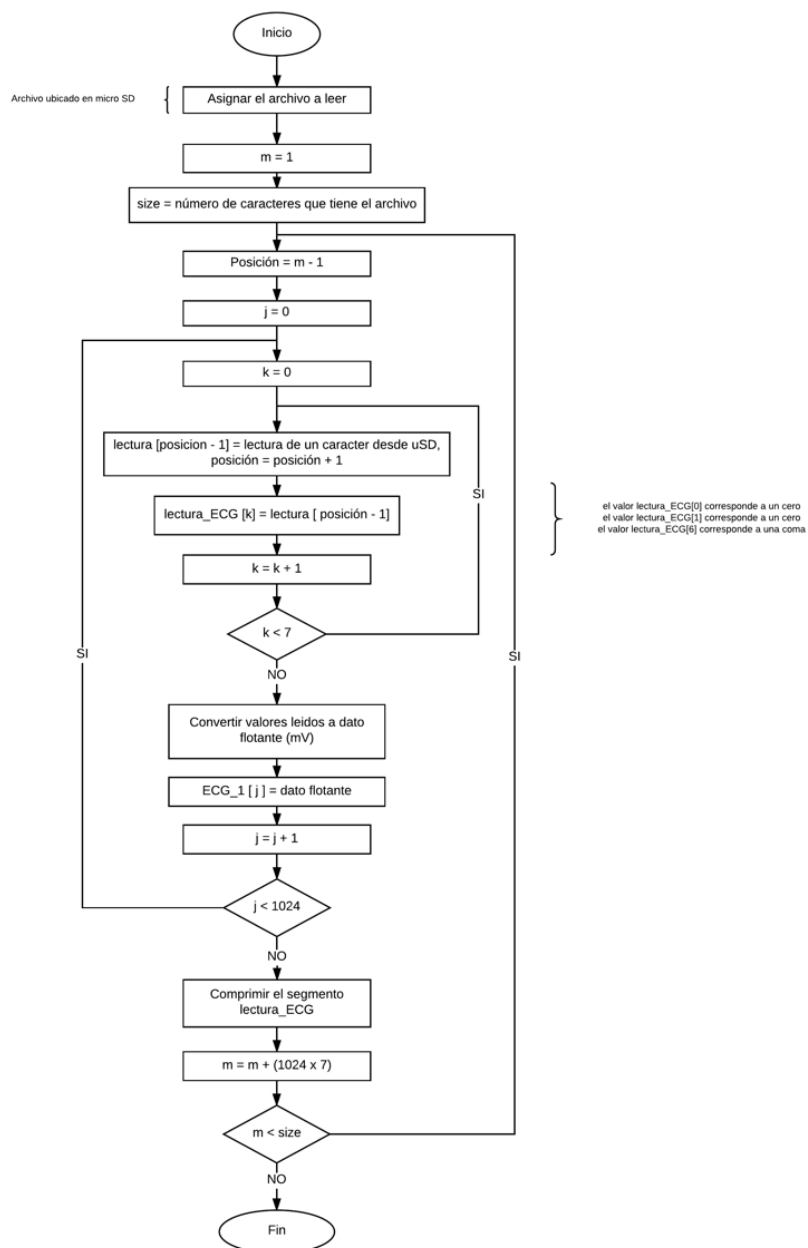 Inicio
Archivo ubicado en micro SD
Asignar el archivo a leer
m = 1
size = número de caracteres que tiene el archivo
Posición = m - 1
j = 0
k = 0
lectura [posicion - 1] = lectura de un caracter desde uSD,
posición = posición + 1
SI
lectura_ECG [k] = lectura [ posición - 1]
el valor lectura_ECG[0] corresponde a un cero
el valor lectura_ECG[1] corresponde a un cero
el valor lectura_ECG[6] corresponde a una coma
k = k + 1
k < 7
SI
SI
NO
Convertir valores leidos a dato
flotante (mV)
ECG_1 [ j ] = dato flotante
j = j + 1
j < 1024
NO
Comprimir el segmento
lectura_ECG
m = m + (1024 x 7)
m < size
NO
Fin